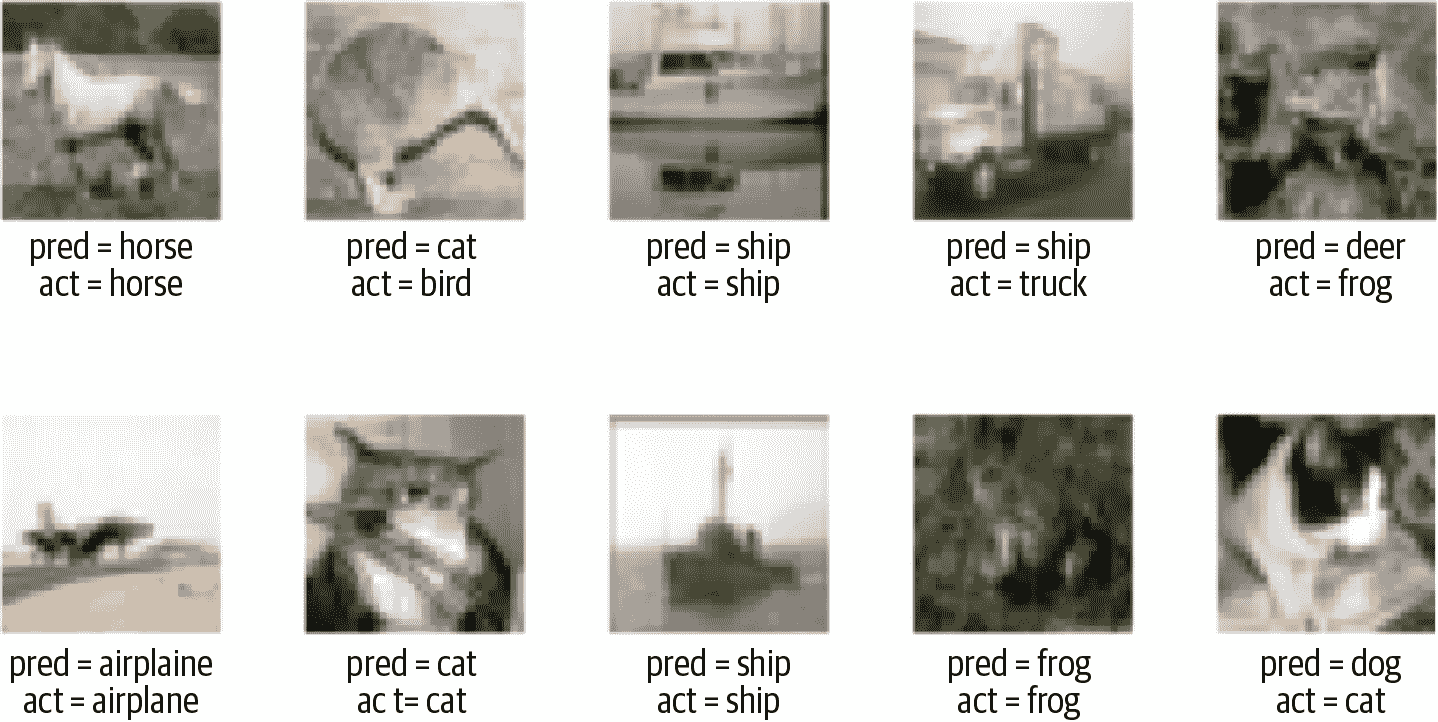 pred = horse
act = horse
pred = cat
act = bird
pred = ship
act = ship
pred = ship
act = truck
pred = deer
act = frog
pred = airplaine
act = airplane
pred = cat
ac t= cat
pred = ship
act = ship
pred = frog
act = frog
pred = dog
act = cat